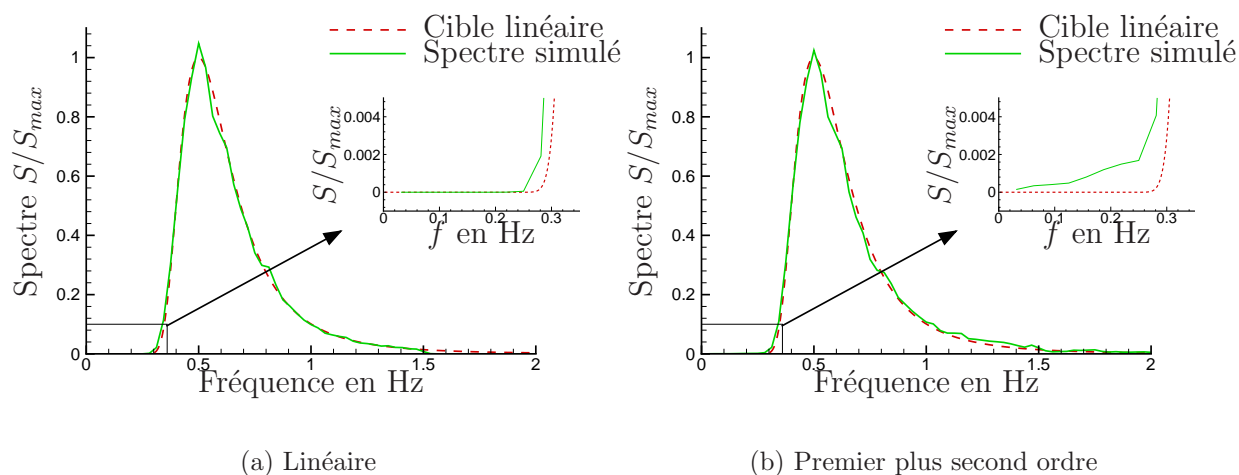 Cible linéaire
Spectre simulé
Spectre S/S_max
1
0.8
0.6
0.4
0.2
0
0 0.5 1 1.5 2
Fréquence en Hz
S/S_max
0.004
0.002
0
0 0.1 0.2 0.3
f en Hz
(a) Linéaire
Cible linéaire
Spectre simulé
Spectre S/S_max
1
0.8
0.6
0.4
0.2
0
0 0.5 1 1.5 2
Fréquence en Hz
S/S_max
0.004
0.002
0
0 0.1 0.2 0.3
f en Hz
(b) Premier plus second ordre